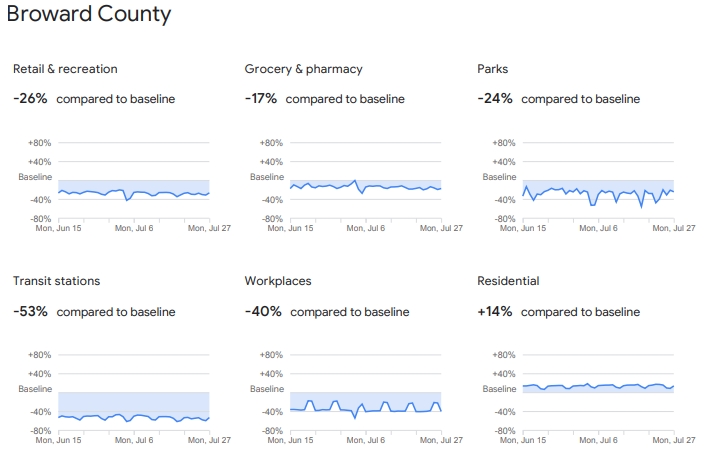 Broward County
Retail & recreation
-26% compared to baseline
+80%
+40%
Baseline
-40%
-80%
Mon, Jun 15
Mon, Jul 6
Mon, Jul 27
Grocery & pharmacy
-17% compared to baseline
+80%
+40%
Baseline
-40%
-80%
Mon, Jun 15
Mon, Jul 6
Mon, Jul 27
Parks
-24% compared to baseline
+80%
+40%
Baseline
-40%
-80%
Mon, Jun 15
Mon, Jul 6
Mon, Jul 27
Transit stations
-53% compared to baseline
+80%
+40%
Baseline
-40%
-80%
Mon, Jun 15
Mon, Jul 6
Mon, Jul 27
Workplaces
-40% compared to baseline
+80%
+40%
Baseline
-40%
-80%
Mon, Jun 15
Mon, Jul 6
Mon, Jul 27
Residential
+14% compared to baseline
+80%
+40%
Baseline
-40%
-80%
Mon, Jun 15
Mon, Jul 6
Mon, Jul 27